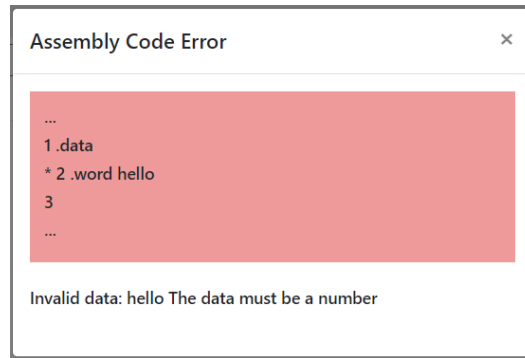 Assembly Code Error ×
...
1 .data
* 2 .word hello
3
...
Invalid data: hello The data must be a number